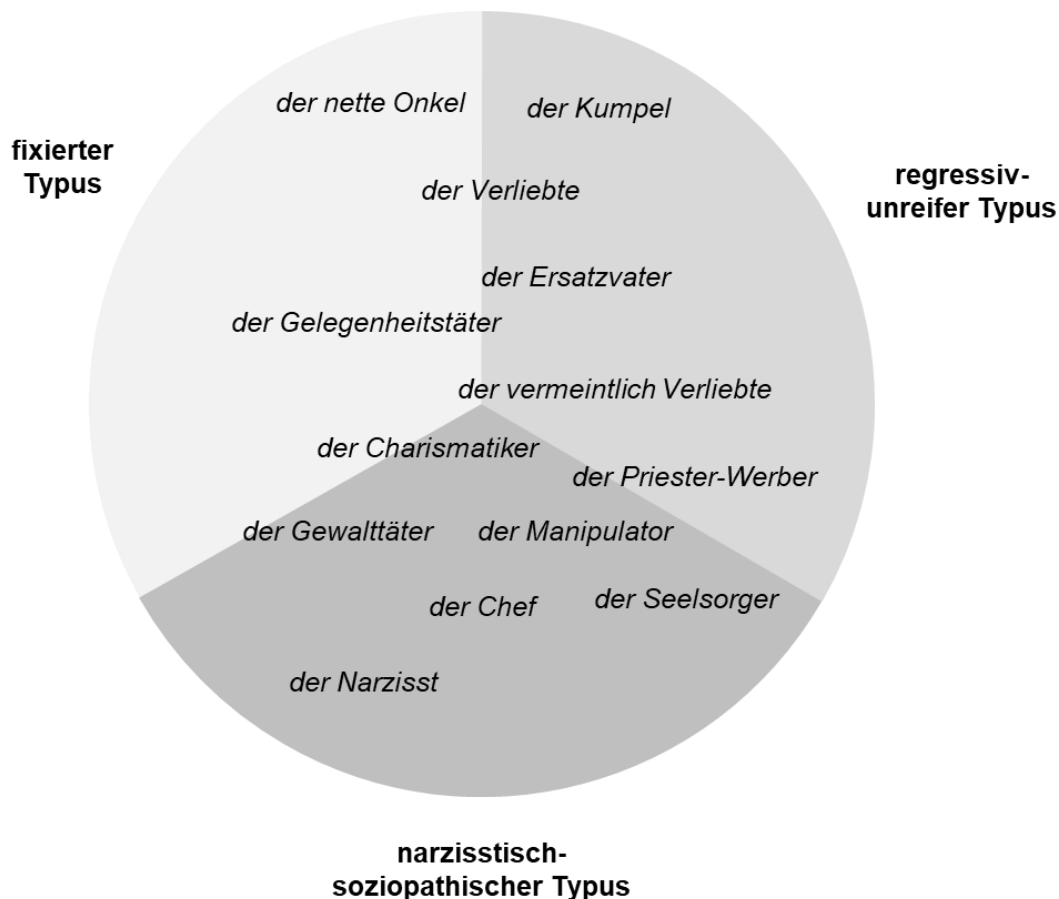 der nette Onkel
der Kumpel
fixierter
Typus
regressiv-
unreifer Typus
der Verliebte
der Ersatzvater
der Gelegenheitstäter
der vermeintlich Verliebte
der Charismatiker
der Priester-Werber
der Gewalttäter
der Manipulator
der Chef
der Seelsorger
der Narzisst
narzisstisch-
soziopathischer Typus